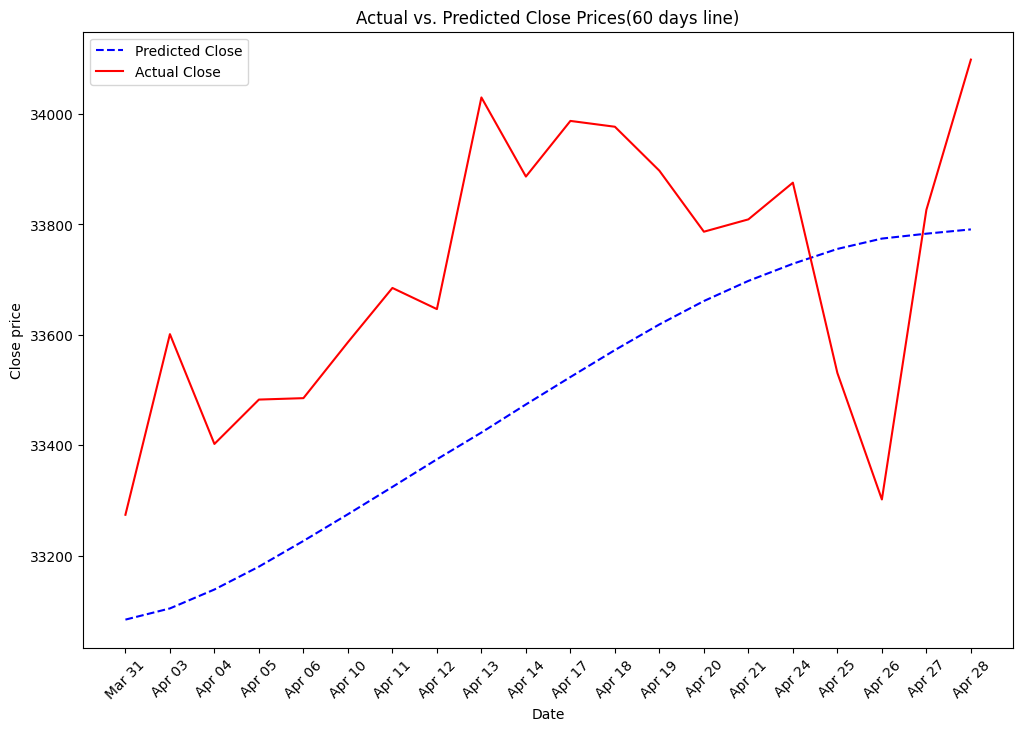 Actual vs. Predicted Close Prices(60 days line)
Predicted Close
Actual Close
Close price
34000
33800
33600
33400
33200
Mar 31
Apr 03
Apr 04
Apr 05
Apr 06
Apr 10
Apr 11
Apr 12
Apr 13
Apr 14
Apr 17
Apr 18
Apr 19
Apr 20
Apr 21
Apr 24
Apr 25
Apr 26
Apr 27
Apr 28
Date